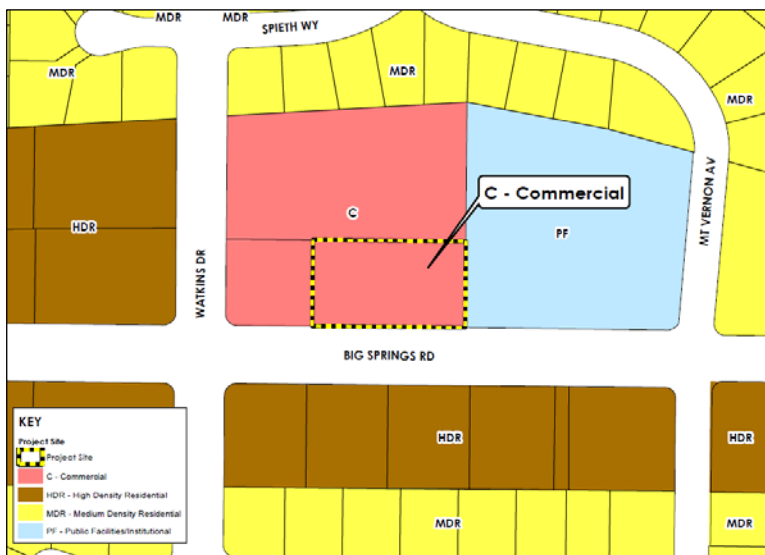 MDR
MDR
SPIETH WY
MDR
MDR
MDR
C - Commercial
C
HDR
PF
WATKINS DR
MT VERNON AV
BIG SPRINGS RD
KEY
Project Site
Project Site
C - Commercial
HDR - High Density Residential
MDR - Medium Density Residential
PF - Public Facilities/Institutional
HDR
HDR
MDR
MDR